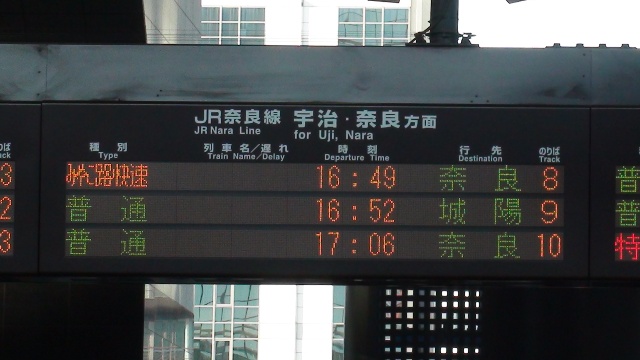 JR奈良線 宇治・奈良方面
JR Nara Line for Uji, Nara
種別 列車名／遅れ 時刻 行先 のりば
Type Train Name/Delay Departure Time Destination Track
みやこ路快速 16:49 奈良 8
普通 16:52 城陽 9
普通 17:06 奈良 10